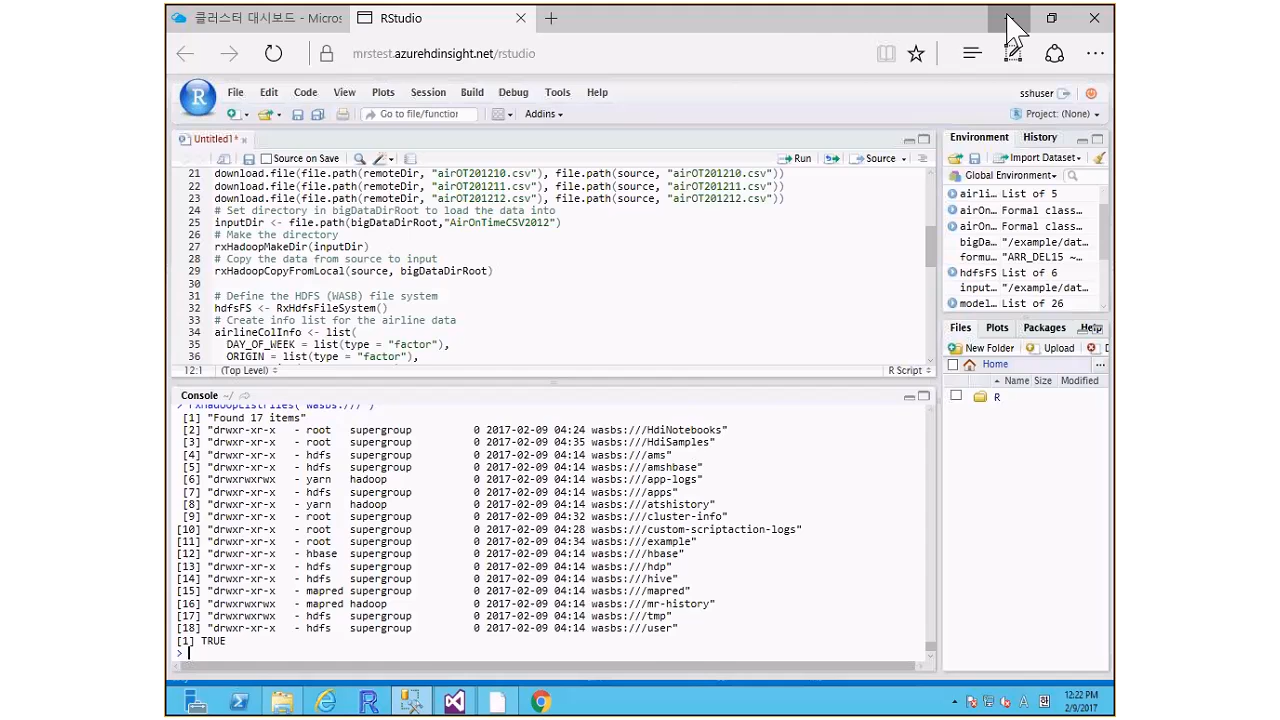 클러스터 대시보드 - Micros
RStudio
mrstest.azurehdinsight.net/rstudio
R
File Edit Code View Plots Session Build Debug Tools Help
sshuser
Go to file/function
Addins
Project: (None)
Untitled1*
Source on Save
Run
Source
21 download.file(file.path(remoteDir, "airOT201210.csv"), file.path(source, "airOT201210.csv"))
22 download.file(file.path(remoteDir, "airOT201211.csv"), file.path(source, "airOT201211.csv"))
23 download.file(file.path(remoteDir, "airOT201212.csv"), file.path(source, "airOT201212.csv"))
24 # Set directory in bigDataDirRoot to load the data into
25 inputDir <- file.path(bigDataDirRoot,"AirOnTimeCSV2012")
26 # Make the directory
27 rxHadoopMakeDir(inputDir)
28 # Copy the data from source to input
29 rxHadoopCopyFromLocal(source, bigDataDirRoot)
30
31 # Define the HDFS (WASB) file system
32 hdfsFS <- RxHdfsFileSystem()
33 # Create info list for the airline data
34 airlineColInfo <- list(
35 DAY_OF_WEEK = list(type = "factor"),
36 ORIGIN = list(type = "factor"),
12:1 (Top Level) R Script
Environment History
Import Dataset
Global Environment
airli… List of 5
airOn… Formal class…
airOn… Formal class…
bigDa… "/example/dat…
formu… "ARR_DEL15 ~…
hdfsFS List of 6
input… "/example/dat…
model… List of 26
Files Plots Packages Help
New Folder Upload D
Home
Name Size Modified
R
Console ~/
> rxHadoopListFiles("wasbs:///")
[1] "Found 17 items"
[2] "drwxr-xr-x - root supergroup 0 2017-02-09 04:24 wasbs:///HdiNotebooks"
[3] "drwxr-xr-x - root supergroup 0 2017-02-09 04:35 wasbs:///HdiSamples"
[4] "drwxr-xr-x - hdfs supergroup 0 2017-02-09 04:14 wasbs:///ams"
[5] "drwxr-xr-x - hdfs supergroup 0 2017-02-09 04:14 wasbs:///amshbase"
[6] "drwxrwxrwx - yarn hadoop 0 2017-02-09 04:14 wasbs:///app-logs"
[7] "drwxr-xr-x - hdfs supergroup 0 2017-02-09 04:14 wasbs:///apps"
[8] "drwxr-xr-x - yarn hadoop 0 2017-02-09 04:14 wasbs:///atshistory"
[9] "drwxr-xr-x - root supergroup 0 2017-02-09 04:32 wasbs:///cluster-info"
[10] "drwxr-xr-x - root supergroup 0 2017-02-09 04:28 wasbs:///custom-scriptaction-logs"
[11] "drwxr-xr-x - root supergroup 0 2017-02-09 04:34 wasbs:///example"
[12] "drwxr-xr-x - hbase supergroup 0 2017-02-09 04:14 wasbs:///hbase"
[13] "drwxr-xr-x - hdfs supergroup 0 2017-02-09 04:14 wasbs:///hdp"
[14] "drwxr-xr-x - hdfs supergroup 0 2017-02-09 04:14 wasbs:///hive"
[15] "drwxr-xr-x - mapred supergroup 0 2017-02-09 04:14 wasbs:///mapred"
[16] "drwxrwxrwx - mapred hadoop 0 2017-02-09 04:14 wasbs:///mr-history"
[17] "drwxrwxrwx - hdfs supergroup 0 2017-02-09 04:14 wasbs:///tmp"
[18] "drwxr-xr-x - hdfs supergroup 0 2017-02-09 04:14 wasbs:///user"
[1] TRUE
>
A 한
12:22 PM
2/9/2017